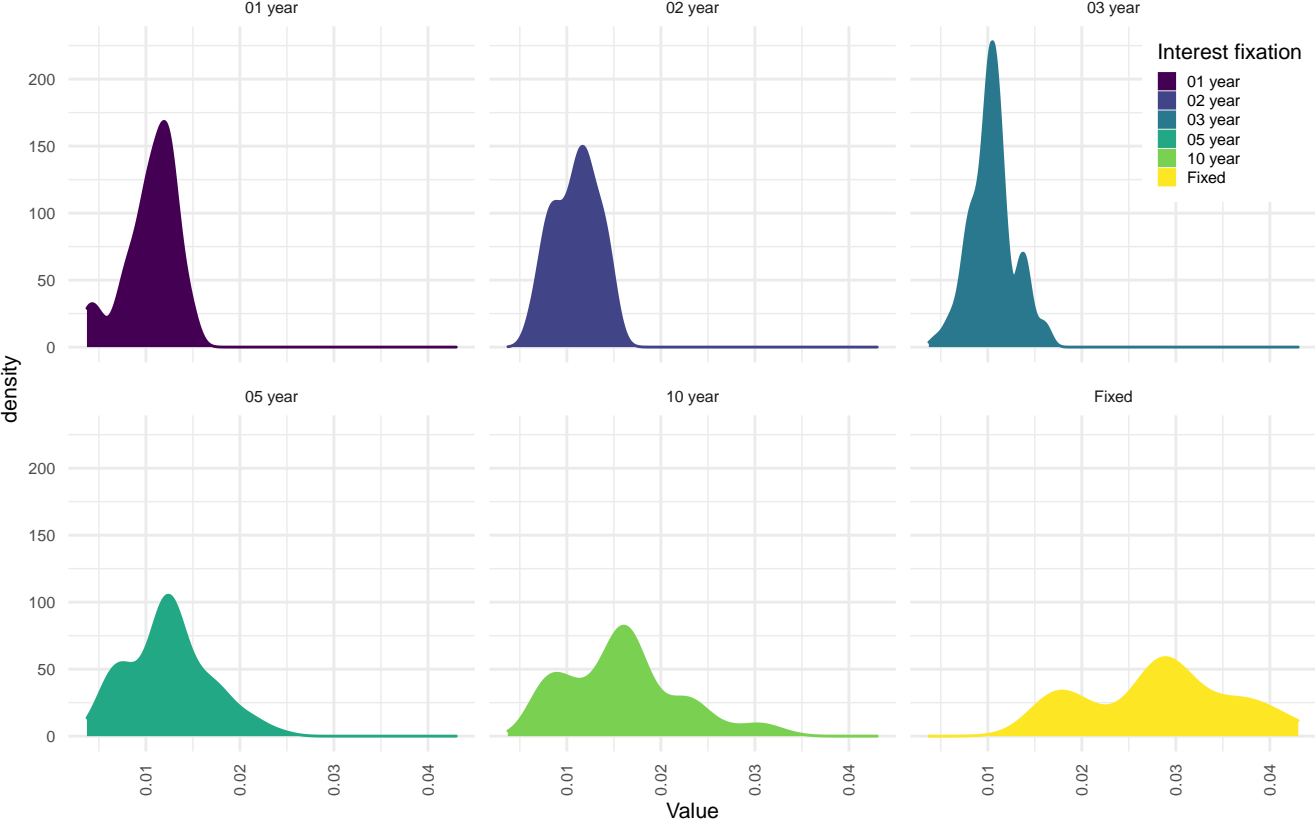 01 year
02 year
03 year
Interest fixation
01 year
02 year
03 year
05 year
10 year
Fixed
200
150
100
50
0
density
05 year
10 year
Fixed
200
150
100
50
0
0.01
0.02
0.03
0.04
0.01
0.02
0.03
0.04
0.01
0.02
0.03
0.04
Value